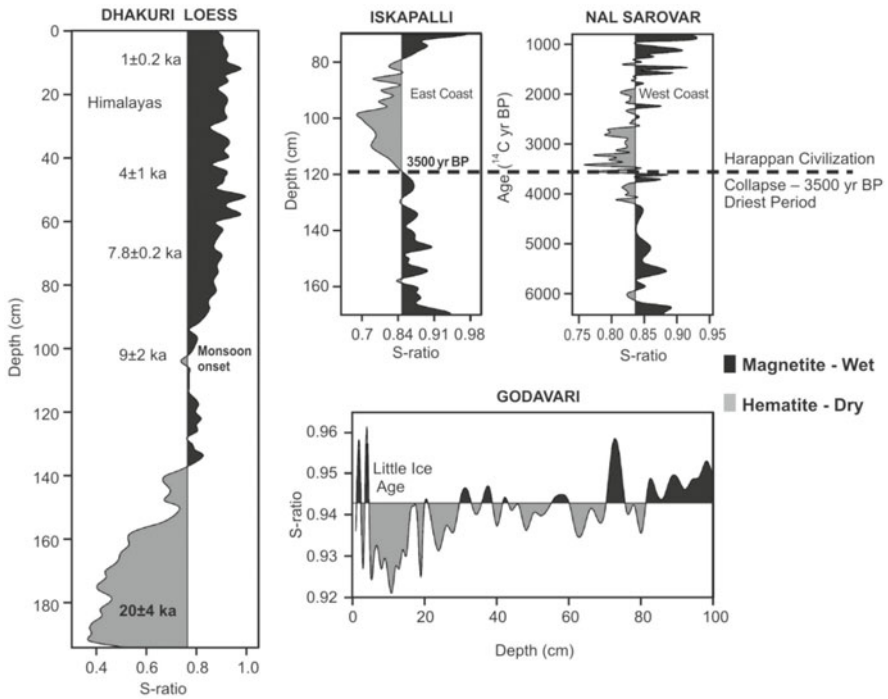 DHAKURI LOESS
0
20
40
60
80
100
120
140
160
180
Depth (cm)
1±0.2 ka
Himalayas
4±1 ka
7.8±0.2 ka
9±2 ka
Monsoon
onset
20±4 ka
0.4 0.6 0.8 1.0
S-ratio
ISKAPALLI
80
100
120
140
160
Depth (cm)
East Coast
3500 yr BP
0.7 0.84 0.91 0.98
S-ratio
NAL SAROVAR
1000
2000
3000
4000
5000
6000
Age (14C yr BP)
West Coast
0.75 0.80 0.85 0.90 0.95
S-ratio
Harappan Civilization
Collapse – 3500 yr BP
Driest Period
Magnetite - Wet
Hematite - Dry
GODAVARI
0.96
0.95
0.94
0.93
0.92
S-ratio
Little Ice
Age
0 20 40 60 80 100
Depth (cm)